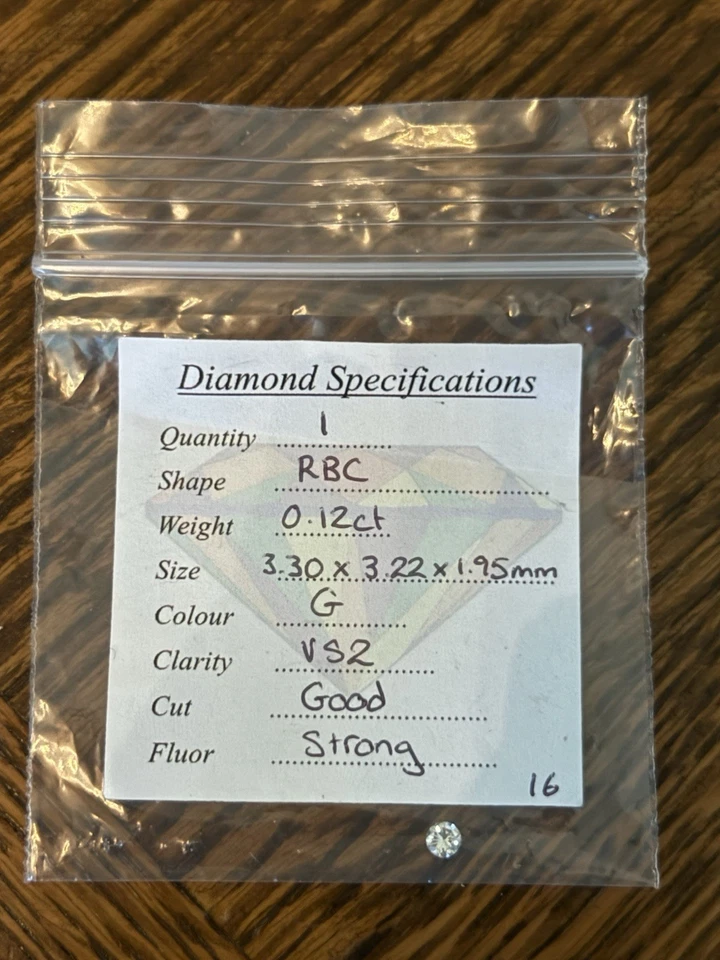 Diamond Specifications
Quantity 1
Shape RBC
Weight 0.12ct
Size 3.30 x 3.22 x 1.95mm
Colour G
Clarity VS2
Cut Good
Fluor Strong
16